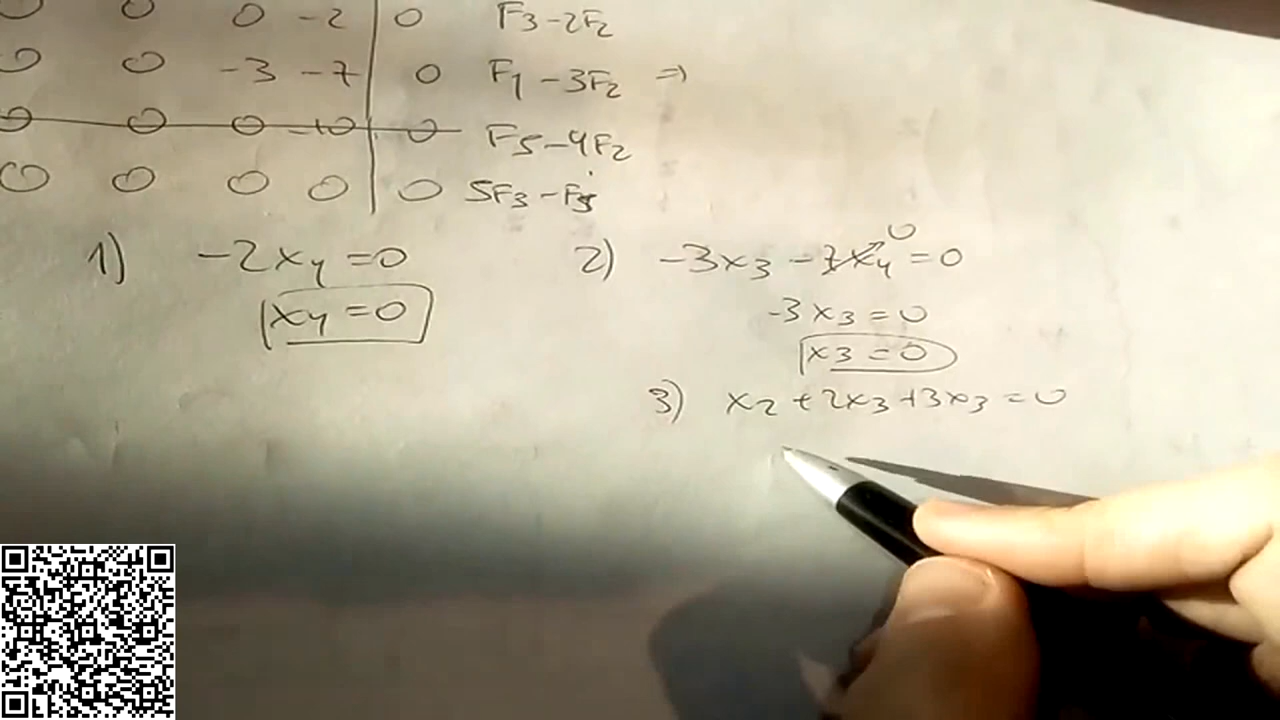 0 0 0 -2 0 F3-2F2
0 0 -3 -7 0 F1-3F2 =>
0 0 0 -10 0 F5-4F2
0 0 0 0 0 5F3-F5
1) -2x4=0
x4=0
2) -3x3-7x4=0 0
-3x3=0
x3=0
3) x2+2x3+3x3=0